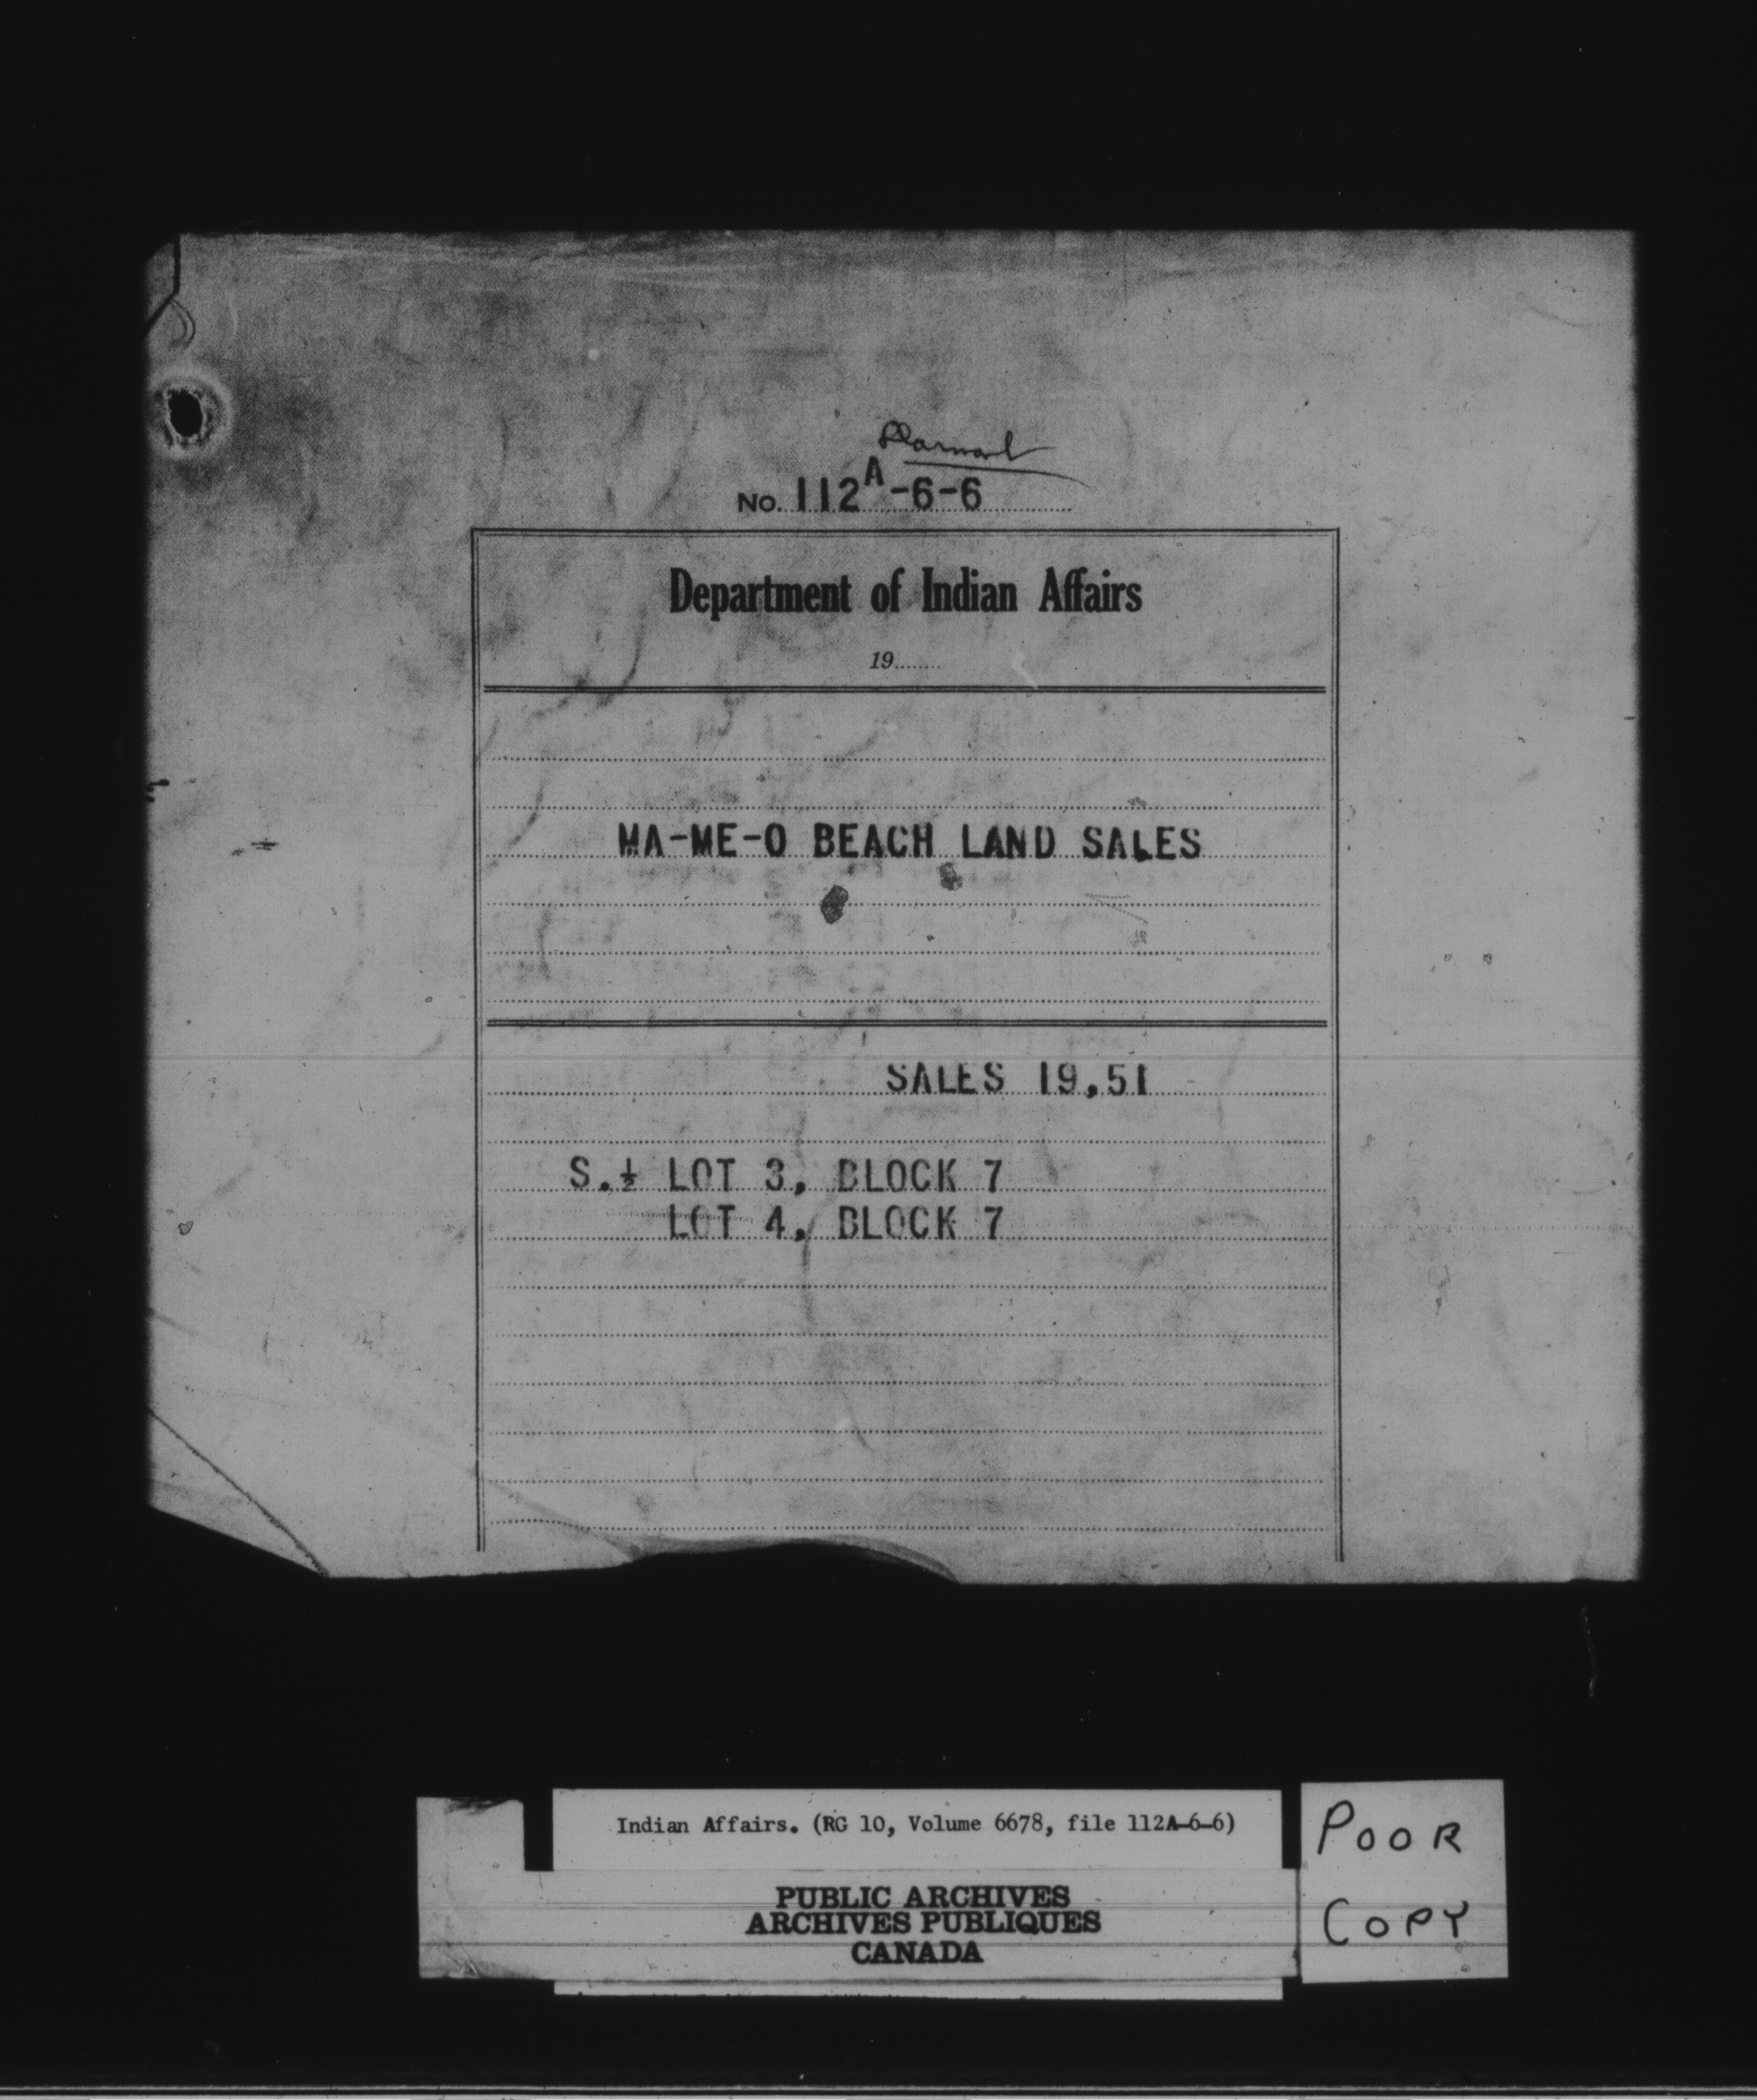 No. 112A-6-6
Department of Indian Affairs
19
MA-ME-O BEACH LAND SALES
SALES 19,51
S.½ LOT 3, BLOCK 7
LOT 4, BLOCK 7
Indian Affairs. (RG 10, Volume 6678, file 112A-6-6)
PUBLIC ARCHIVES
ARCHIVES PUBLIQUES
CANADA
POOR
COPY